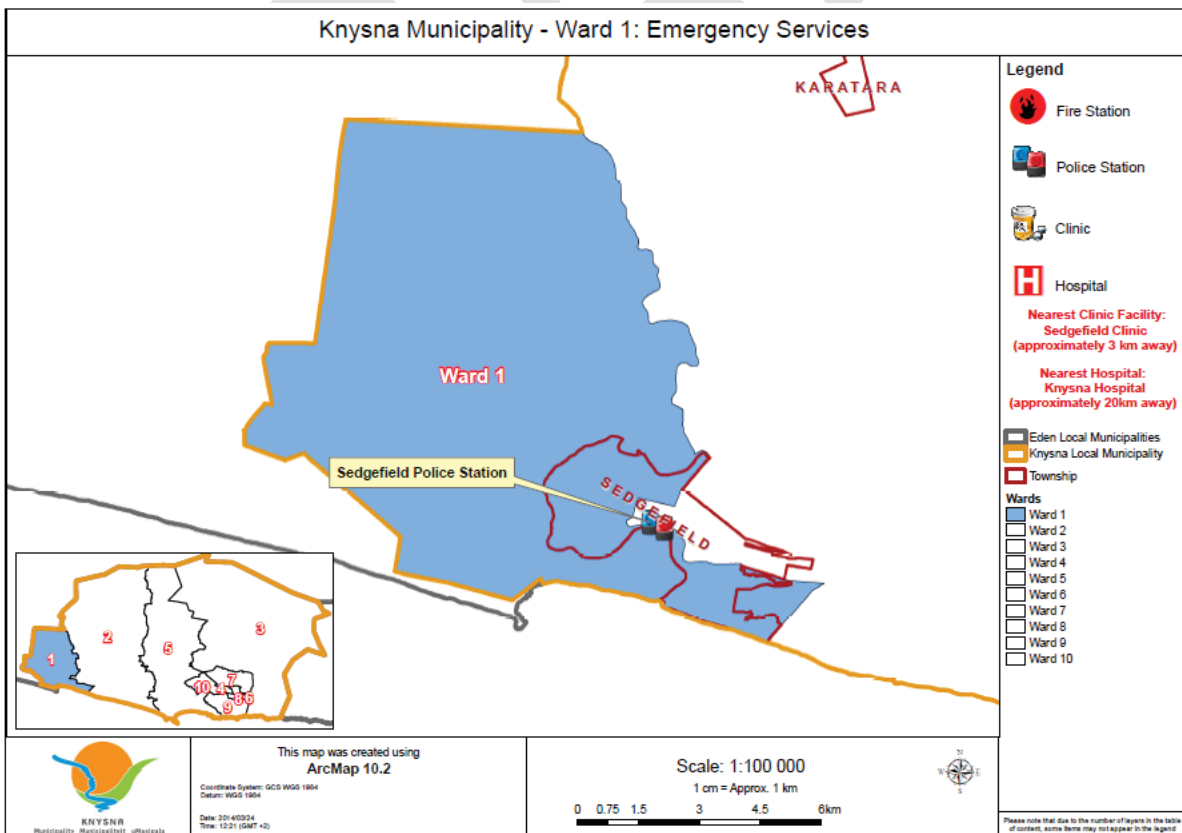 Knysna Municipality - Ward 1: Emergency Services
KARATARA
Ward 1
Sedgefield Police Station
SEDGEFIELD
1
2
5
3
7
10
4
8
6
9
Legend
Fire Station
Police Station
Clinic
H
Hospital
Nearest Clinic Facility:
Sedgefield Clinic
(approximately 3 km away)
Nearest Hospital:
Knysna Hospital
(approximately 20km away)
Eden Local Municipalities
Knysna Local Municipality
Township
Wards
Ward 1
Ward 2
Ward 3
Ward 4
Ward 5
Ward 6
Ward 7
Ward 8
Ward 9
Ward 10
KNYSNA
Municipality Munisipaliteit uMasipala
This map was created using
ArcMap 10.2
Coordinate System: GCS WGS 1984
Datum: WGS 1984
Date: 2014/03/24
Time: 12:21 (GMT +2)
Scale: 1:100 000
1 cm = Approx. 1 km
0 0.75 1.5 3 4.5 6km
N
W E
S
Please note that due to the number of layers in the table
of content, some items may not appear in the legend